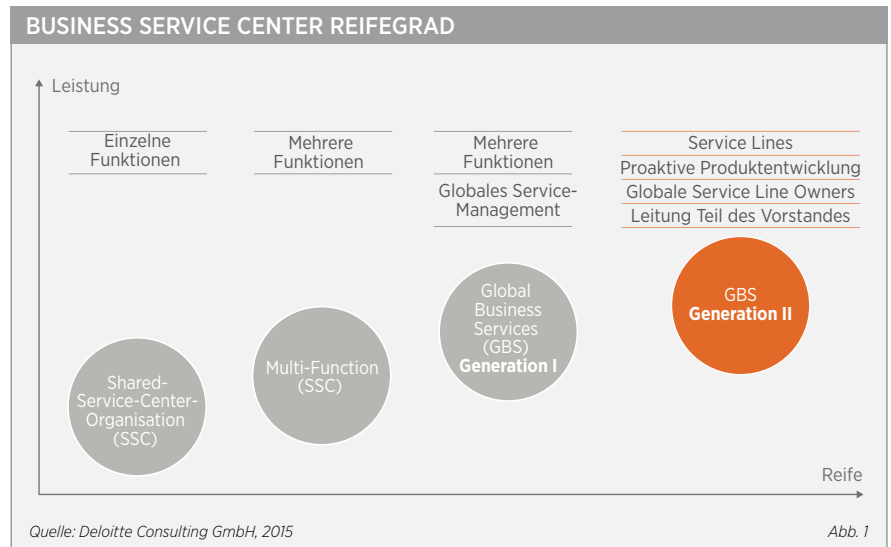 BUSINESS SERVICE CENTER REIFEGRAD
Leistung
Einzelne
Funktionen
Mehrere
Funktionen
Mehrere
Funktionen
Globales Service-
Management
Service Lines
Proaktive Produktentwicklung
Globale Service Line Owners
Leitung Teil des Vorstandes
Shared-
Service-Center-
Organisation
(SSC)
Multi-Function
(SSC)
Global
Business
Services
(GBS)
Generation I
GBS
Generation II
Reife
Quelle: Deloitte Consulting GmbH, 2015
Abb. 1